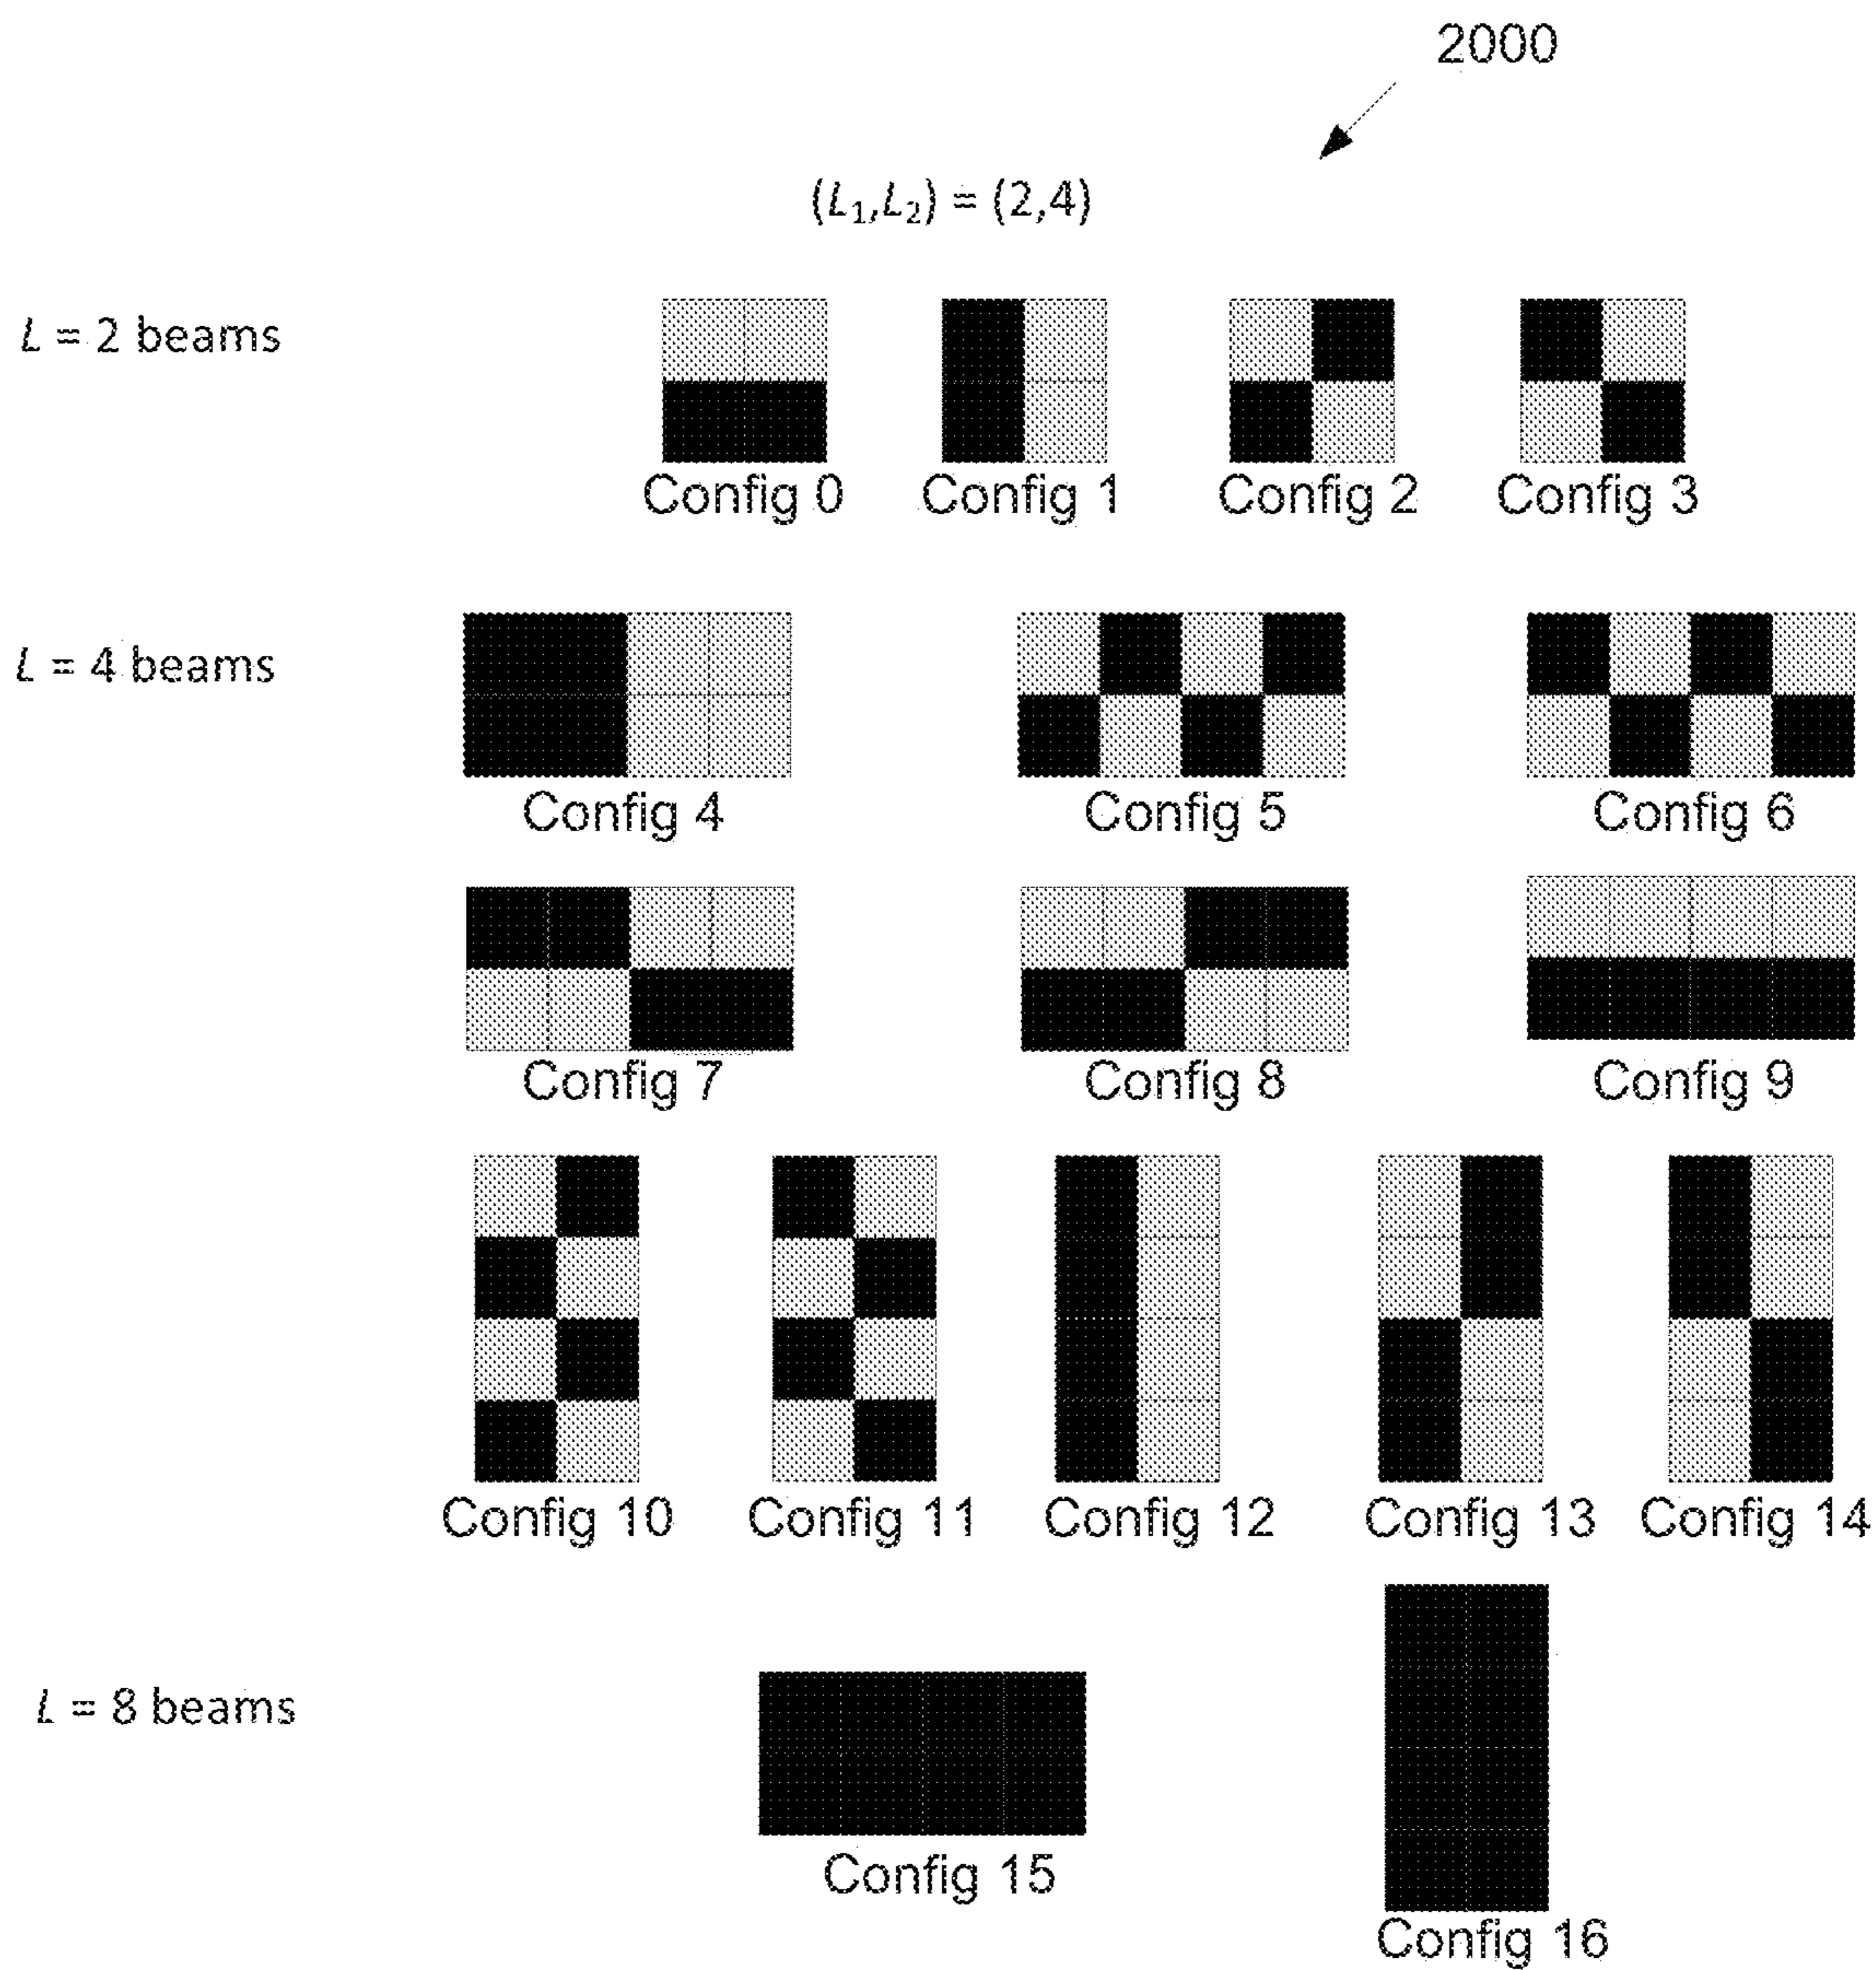 2000
(L₁,L₂) = (2,4)
L = 2 beams
Config 0 Config 1 Config 2 Config 3
L = 4 beams
Config 4 Config 5 Config 6
Config 7 Config 8 Config 9
Config 10 Config 11 Config 12 Config 13 Config 14
L = 8 beams
Config 15
Config 16